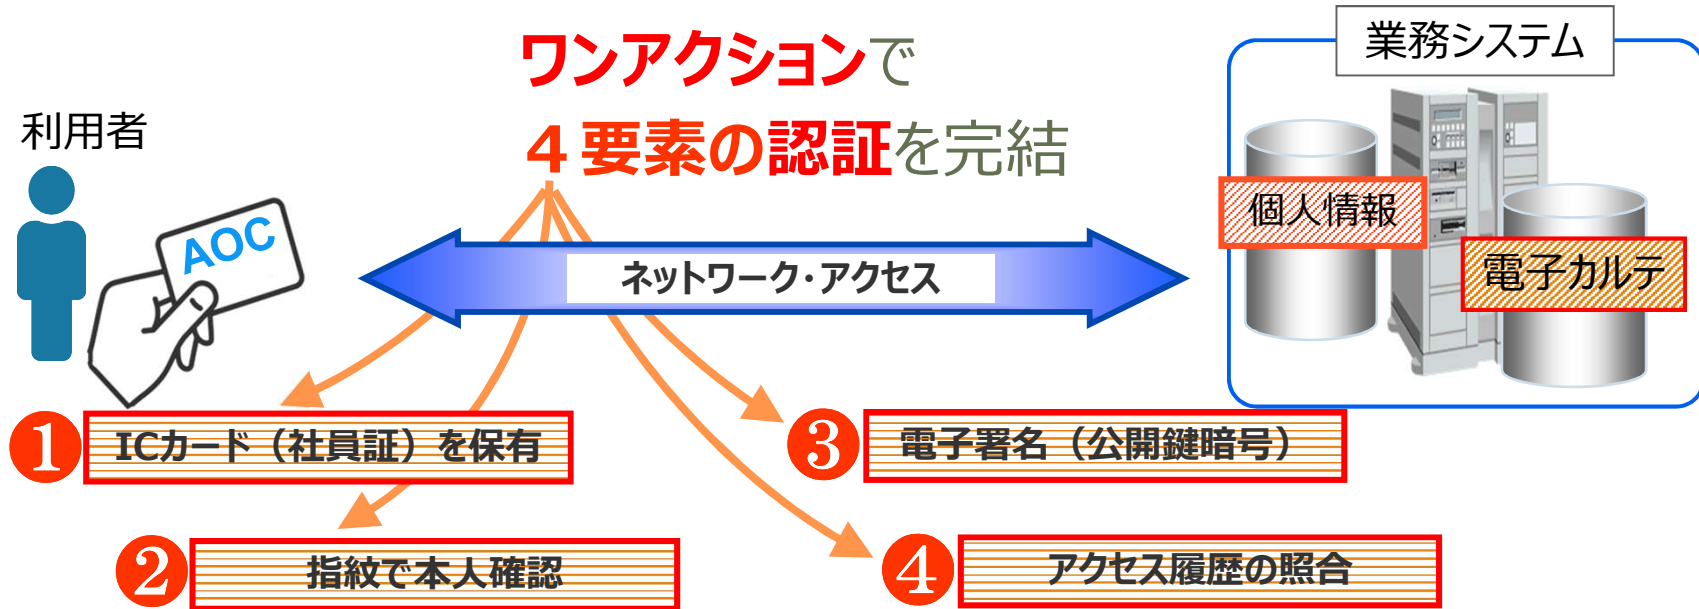 ワンアクションで
４要素の認証を完結
業務システム
利用者
AOC
個人情報
電子カルテ
ネットワーク・アクセス
1 ICカード（社員証）を保有
3 電子署名（公開鍵暗号）
2 指紋で本人確認
4 アクセス履歴の照合